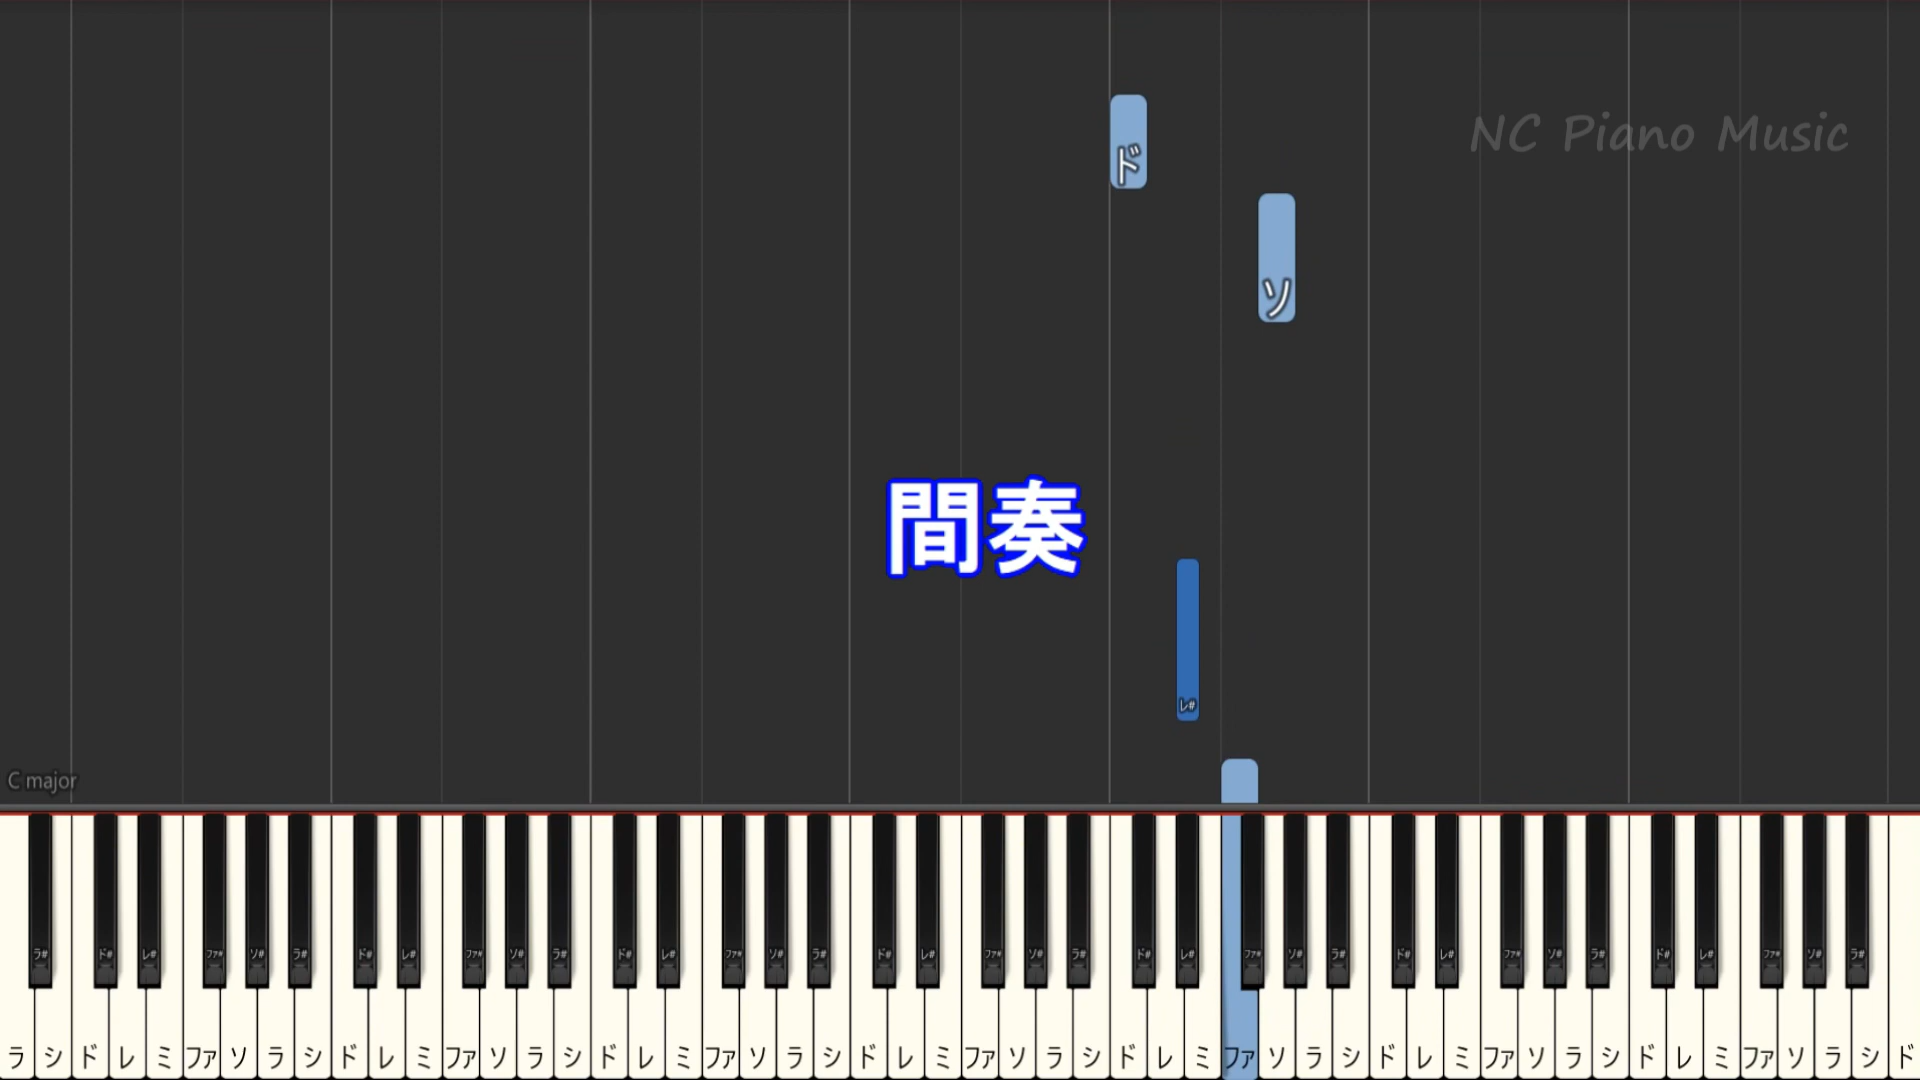 ド
NC Piano Music
ソ
間奏
レ#
C major
ラ# ド# レ# ファ# ソ# ラ# ド# レ# ファ# ソ# ラ# ド# レ# ファ# ソ# ラ# ド# レ# ファ# ソ# ラ# ド# レ# ファ# ソ# ラ# ド# レ# ファ# ソ# ラ# ド# レ# ファ# ソ# ラ#
ラ シ ド レ ミ ファ ソ ラ シ ド レ ミ ファ ソ ラ シ ド レ ミ ファ ソ ラ シ ド レ ミ ファ ソ ラ シ ド レ ミ ファ ソ ラ シ ド レ ミ ファ ソ ラ シ ド レ ミ ファ ソ ラ シ ド